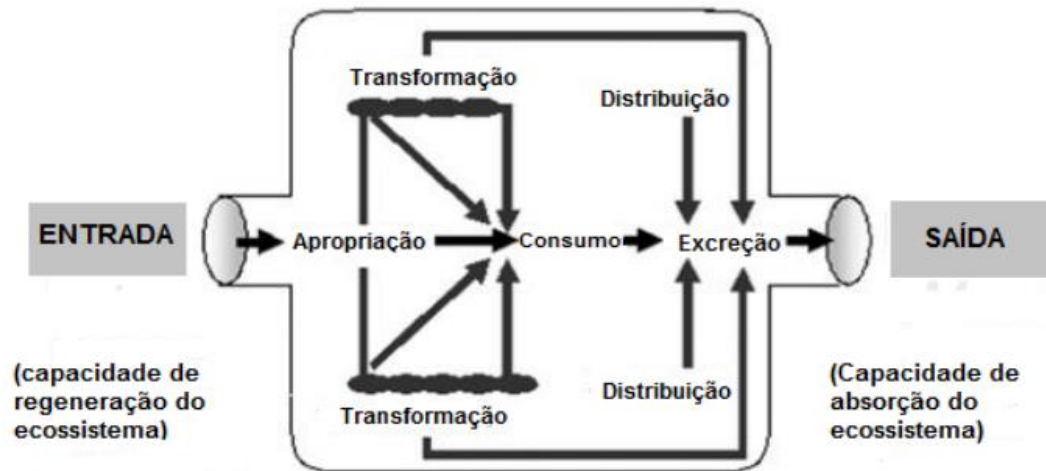 Transformação
Distribuição
ENTRADA
Apropriação
Consumo
Excreção
SAÍDA
(capacidade de
regeneração do
ecossistema)
Distribuição
Transformação
(Capacidade de
absorção do
ecossistema)